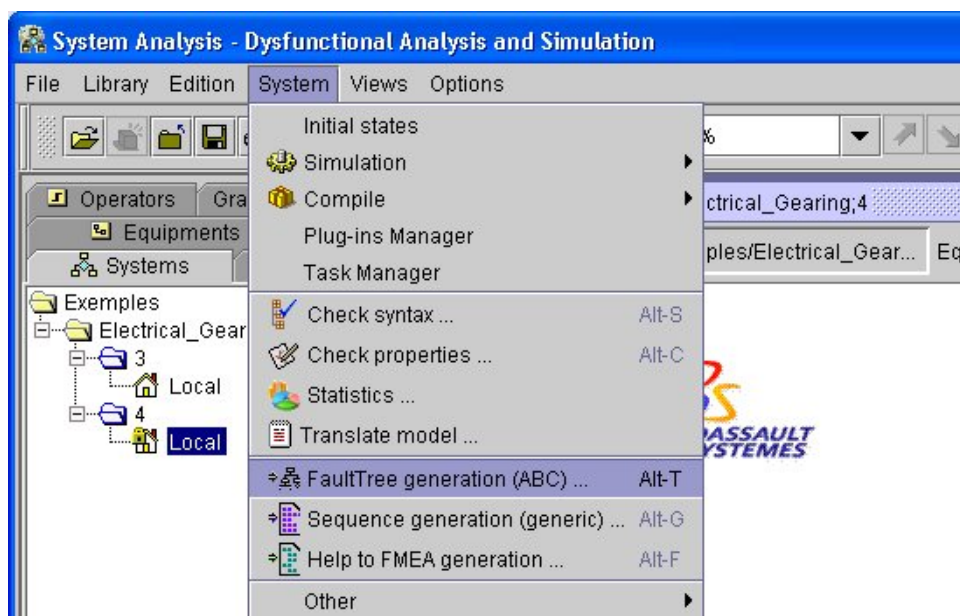 System Analysis - Dysfunctional Analysis and Simulation
File Library Edition System Views Options
Initial states
%
Simulation
Compile
Operators Gra
ctrical_Gearing;4
Equipments
Plug-ins Manager
ples/Electrical_Gear... Eq
Systems
Task Manager
Exemples
Electrical_Gear
Check syntax ... Alt-S
3
Check properties ... Alt-C
Local
Statistics ...
4
Local
Translate model ...
ASSAULT
YSTEMES
FaultTree generation (ABC) ... Alt-T
Sequence generation (generic) ... Alt-G
Help to FMEA generation ... Alt-F
Other